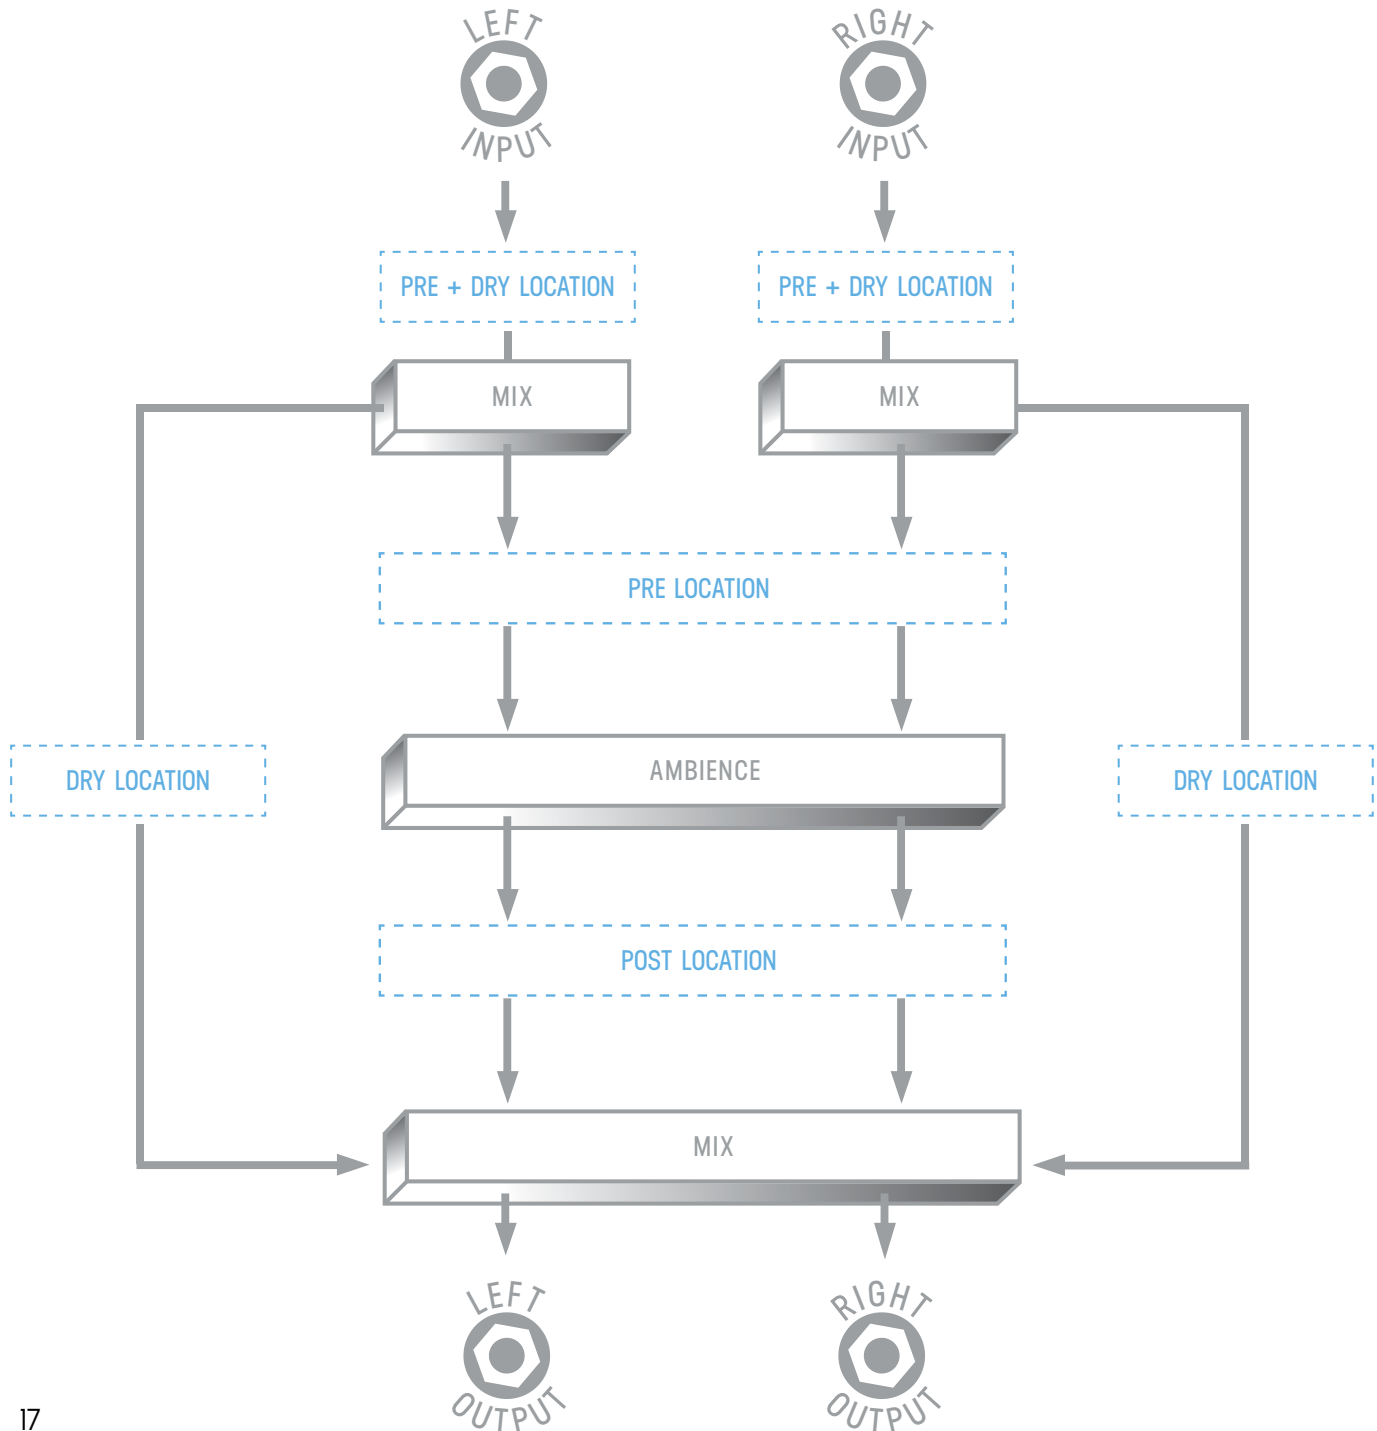 LEFT
INPUT
RIGHT
INPUT
PRE + DRY LOCATION
PRE + DRY LOCATION
MIX
MIX
PRE LOCATION
DRY LOCATION
AMBIENCE
DRY LOCATION
POST LOCATION
MIX
LEFT
OUTPUT
RIGHT
OUTPUT
17